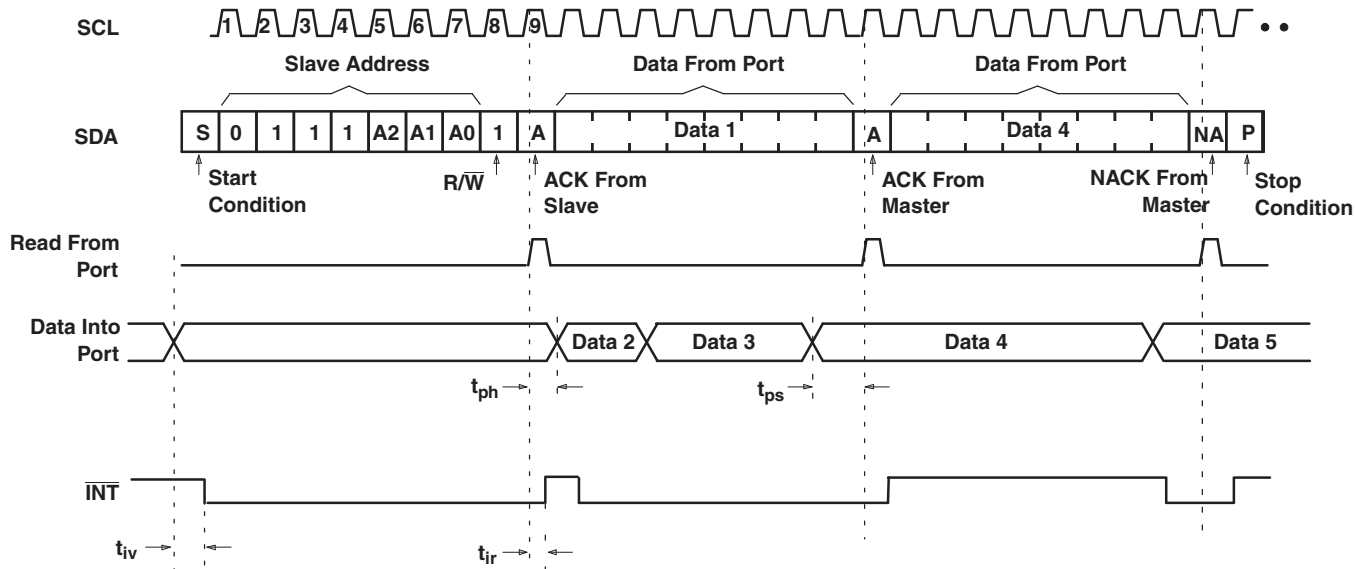 SCL 1 2 3 4 5 6 7 8 9
Slave Address Data From Port Data From Port
SDA S 0 1 1 1 A2 A1 A0 1 A Data 1 A Data 4 NA P
Start
Condition
R/W̅
ACK From
Slave
ACK From
Master
NACK From
Master
Stop
Condition
Read From
Port
Data Into
Port
Data 2 Data 3 Data 4 Data 5
tph
tps
I̅N̅T̅
tiv
tir